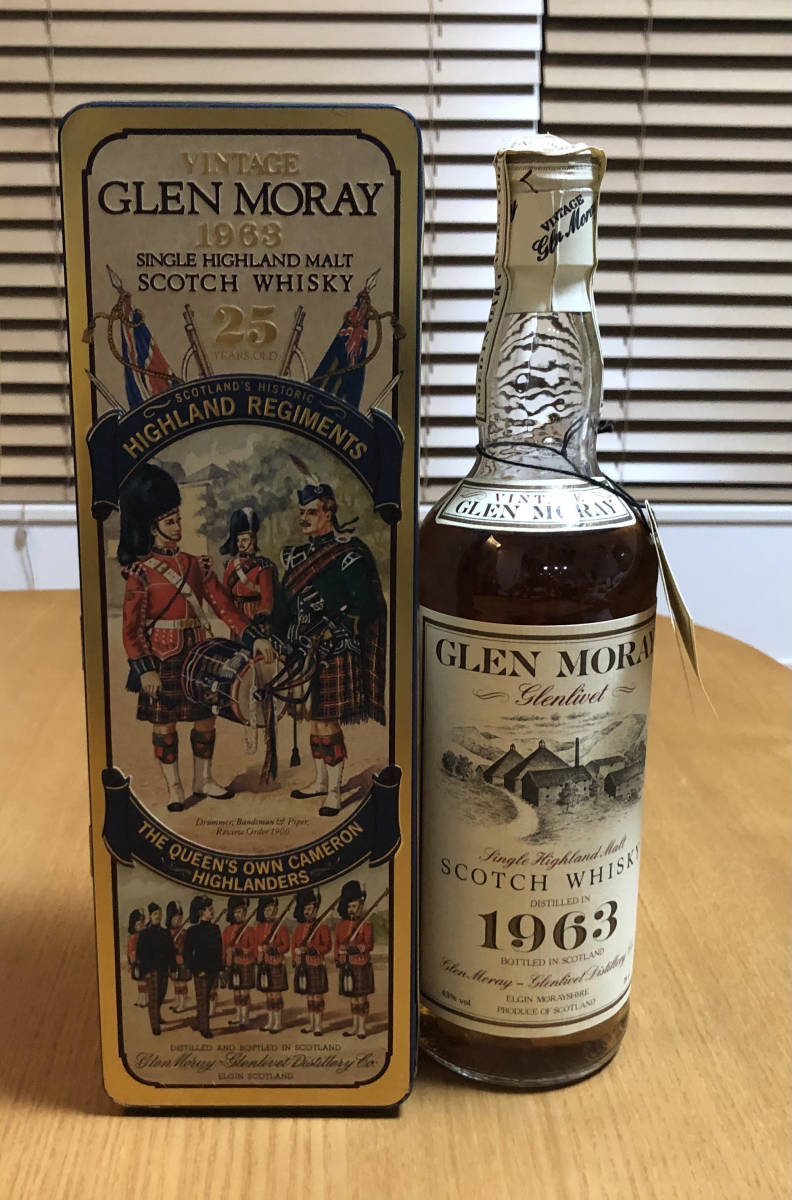 VINTAGE
GLEN MORAY
1963
SINGLE HIGHLAND MALT
SCOTCH WHISKY
25
YEARS OLD
SCOTLAND'S HISTORIC
HIGHLAND REGIMENTS
Drummer, Bandsman & Piper,
Review Order 1900
THE QUEEN'S OWN CAMERON
HIGHLANDERS
DISTILLED AND BOTTLED IN SCOTLAND
Glen Moray-Glenlivet Distillery Co
ELGIN SCOTLAND
VINTAGE
Glen Moray
VINTAGE
GLEN MORAY
GLEN MORAY
Glenlivet
Single Highland Malt
SCOTCH WHISKY
DISTILLED IN
1963
BOTTLED IN SCOTLAND
Glen Moray-Glenlivet Distillery
ELGIN MORAYSHIRE
43% vol
PRODUCE OF SCOTLAND